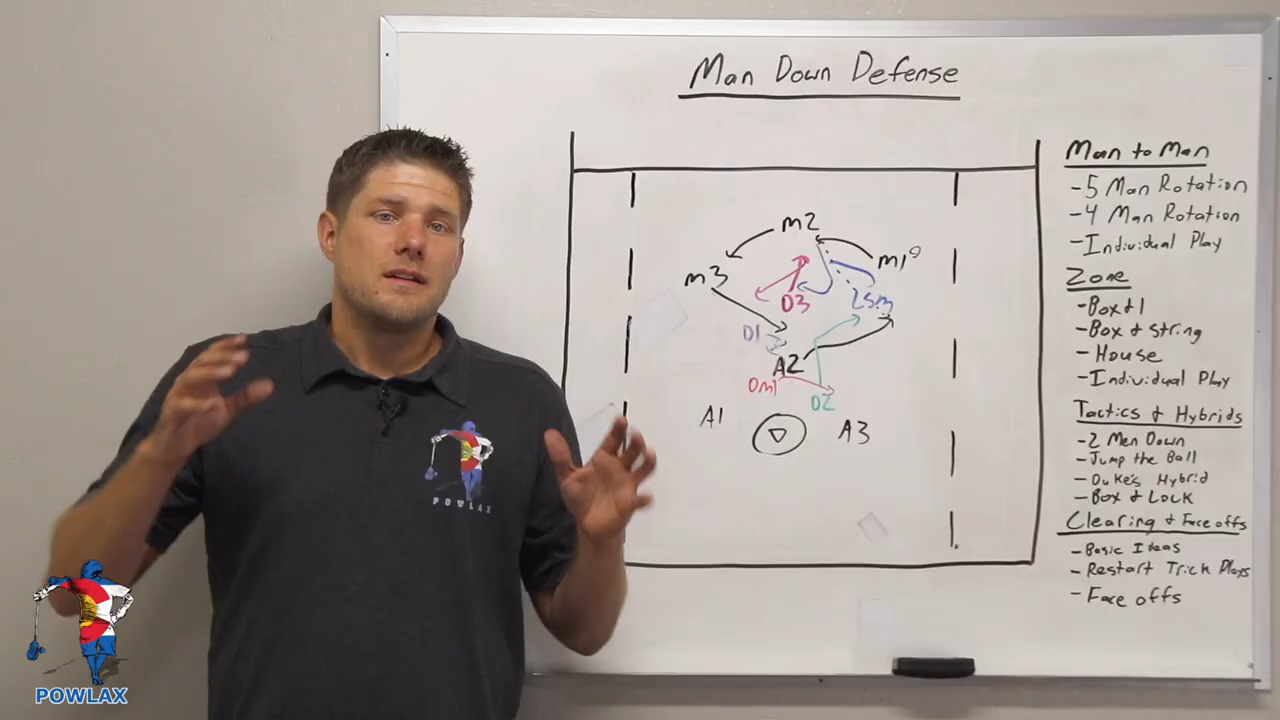 Man Down Defense
m2
m1
m3
D3
LSM
D1
A2
Dm1
D2
A1
A3
Man to Man
- 5 Man Rotation
- 4 Man Rotation
- Individual Play
Zone
- Box & 1
- Box & String
- House
- Individual Play
Tactics & Hybrids
- 2 Men Down
- Jump the Ball
- Duke's Hybrid
- Box & Lock
Clearing & Face offs
- Basic Ideas
- Restart Trick Plays
- Face offs
POWLAX
POWLAX